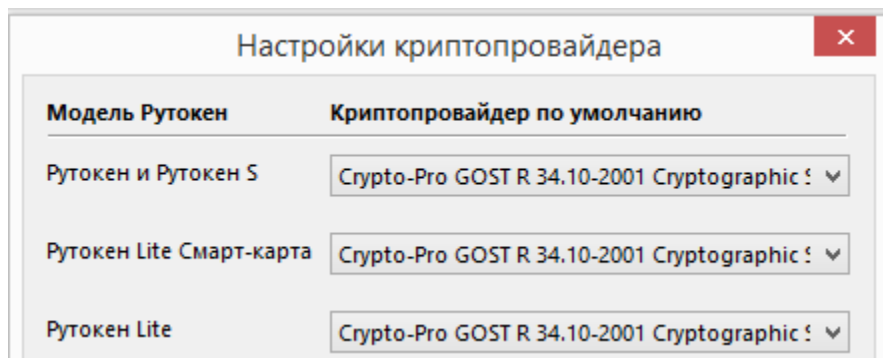 Настройки криптопровайдера
Модель Рутокен Криптопровайдер по умолчанию
Рутокен и Рутокен S Crypto-Pro GOST R 34.10-2001 Cryptographic
Рутокен Lite Смарт-карта Crypto-Pro GOST R 34.10-2001 Cryptographic
Рутокен Lite Crypto-Pro GOST R 34.10-2001 Cryptographic